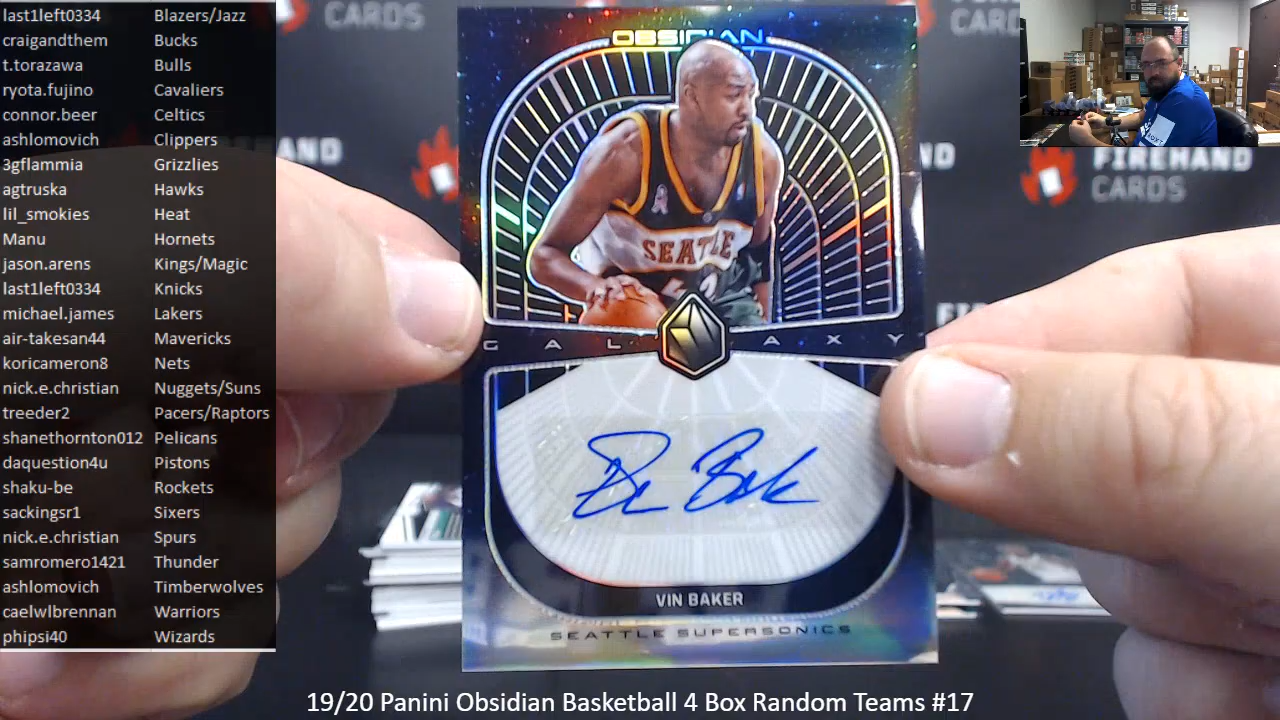 last1left0334 Blazers/Jazz
craigandthem Bucks
t.torazawa Bulls
ryota.fujino Cavaliers
connor.beer Celtics
ashlomovich Clippers
3gflammia Grizzlies
agtruska Hawks
lil_smokies Heat
Manu Hornets
jason.arens Kings/Magic
last1left0334 Knicks
michael.james Lakers
air-takesan44 Mavericks
koricameron8 Nets
nick.e.christian Nuggets/Suns
treeder2 Pacers/Raptors
shanethornton012 Pelicans
daquestion4u Pistons
shaku-be Rockets
sackingsr1 Sixers
nick.e.christian Spurs
samromero1421 Thunder
ashlomovich Timberwolves
caelwlbrennan Warriors
phipsi40 Wizards
OBSIDIAN
SEATTLE
GALAXY
VIN BAKER
SEATTLE SUPERSONICS
CARDS
FIREHAND
CARDS
19/20 Panini Obsidian Basketball 4 Box Random Teams #17